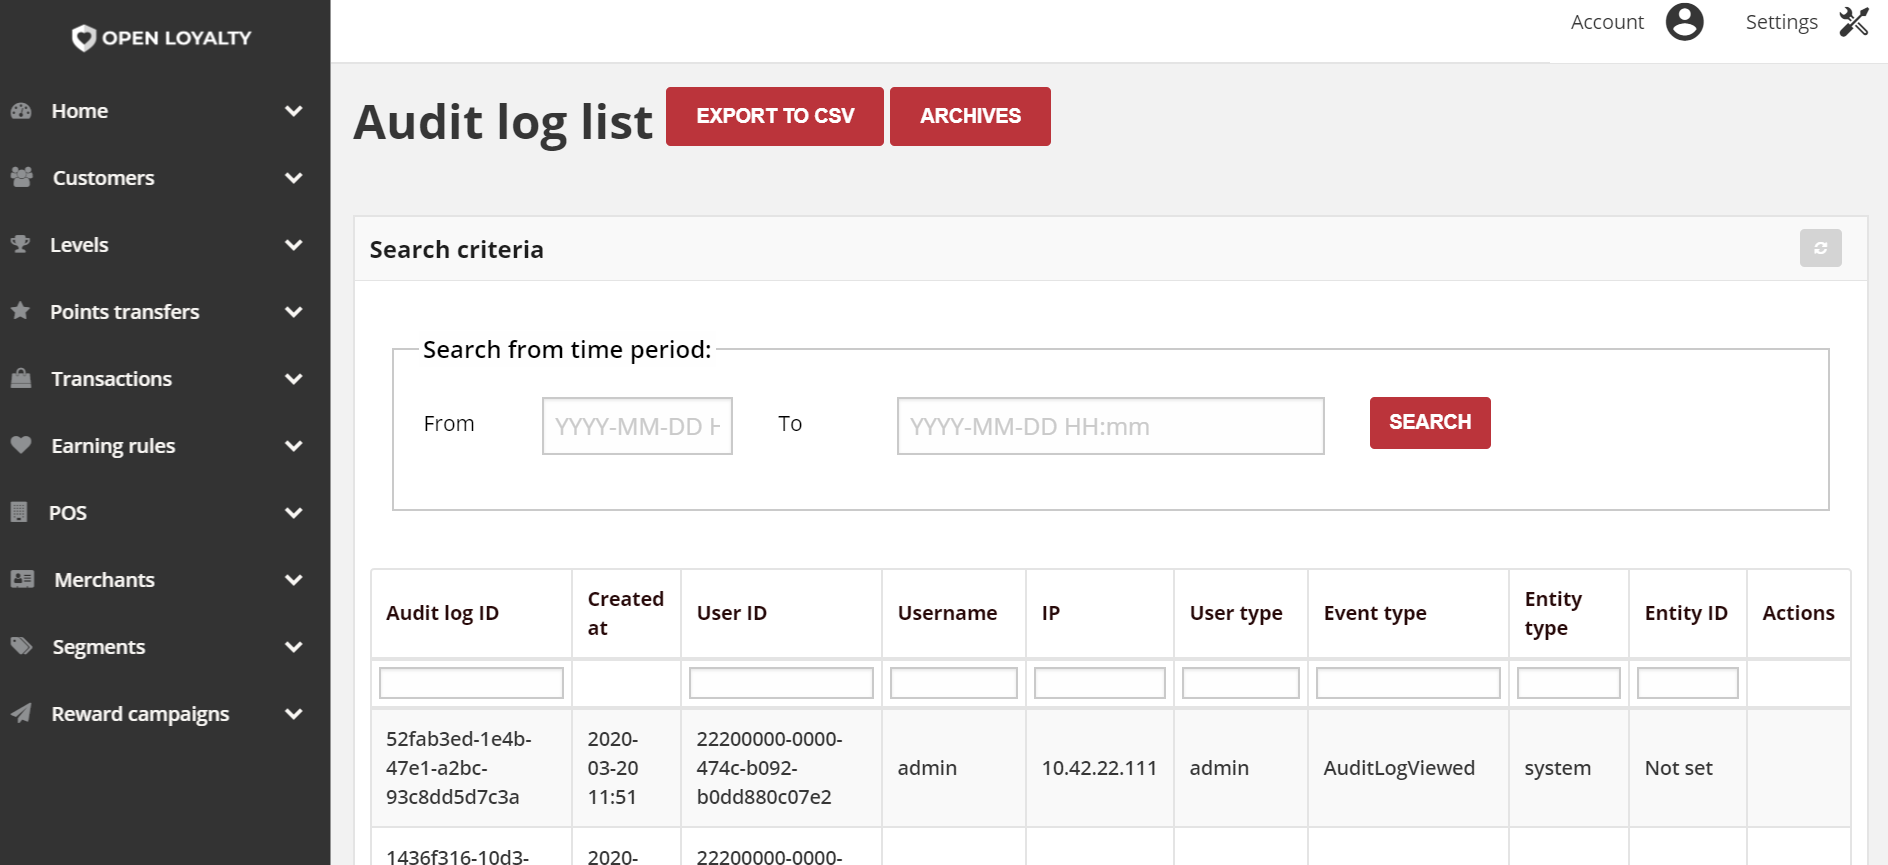 OPEN LOYALTY
Account
Settings
Home
Customers
Levels
Points transfers
Transactions
Earning rules
POS
Merchants
Segments
Reward campaigns
Audit log list
EXPORT TO CSV
ARCHIVES
Search criteria
Search from time period:
From
YYYY-MM-DD H
To
YYYY-MM-DD HH:mm
SEARCH
Audit log ID
Created
at
User ID
Username
IP
User type
Event type
Entity
type
Entity ID
Actions
52fab3ed-1e4b-
47e1-a2bc-
93c8dd5d7c3a
2020-
03-20
11:51
22200000-0000-
474c-b092-
b0dd880c07e2
admin
10.42.22.111
admin
AuditLogViewed
system
Not set
1436f316-10d3-
2020-
22200000-0000-